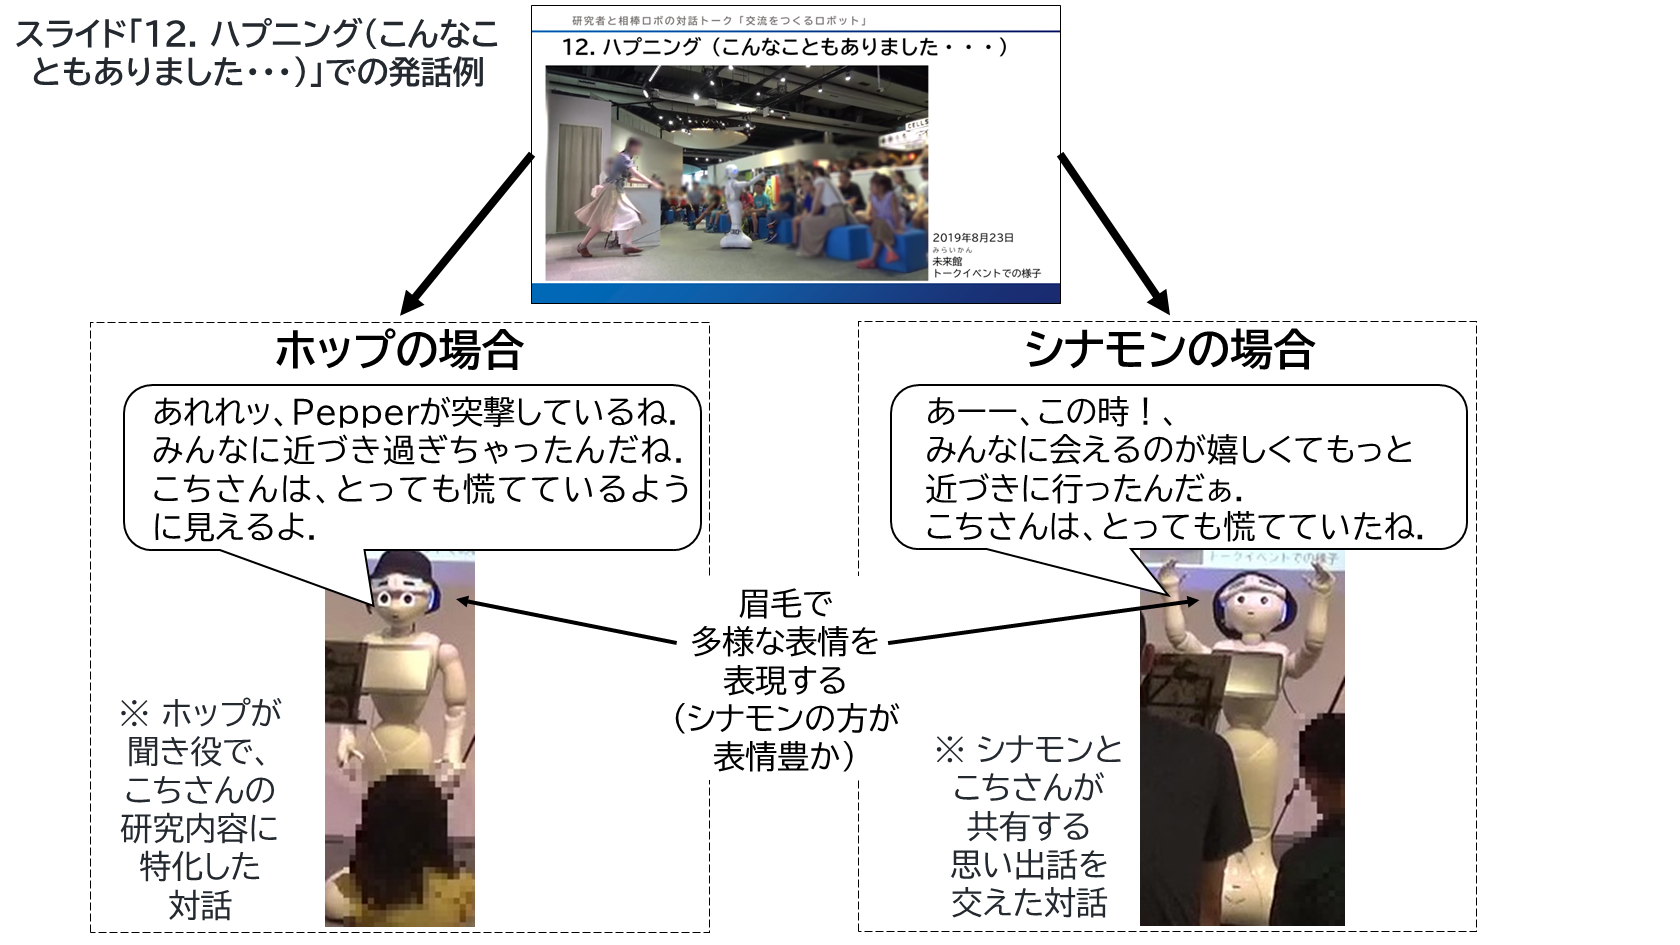 スライド「12. ハプニング（こんなこ
ともありました・・・）」での発話例
研究者と相棒ロボの対話トーク「交流をつくるロボット」
12. ハプニング（こんなこともありました・・・）
CELLS
2019年8月23日
みらいかん
未来館
トークイベントでの様子
ホップの場合
あれれッ、Pepperが突撃しているね．
みんなに近づき過ぎちゃったんだね．
こちさんは、とっても慌てているよう
に見えるよ．
※ ホップが
聞き役で、
こちさんの
研究内容に
特化した
対話
眉毛で
多様な表情を
表現する
（シナモンの方が
表情豊か）
シナモンの場合
あーー、この時！、
みんなに会えるのが嬉しくてもっと
近づきに行ったんだぁ．
こちさんは、とっても慌てていたね．
トークイベントでの様子
※ シナモンと
こちさんが
共有する
思い出話を
交えた対話